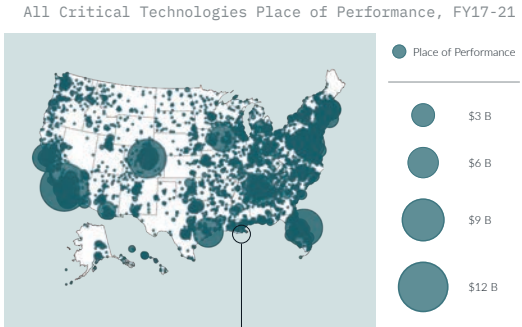 All Critical Technologies Place of Performance, FY17-21
Place of Performance
$3 B
$6 B
$9 B
$12 B